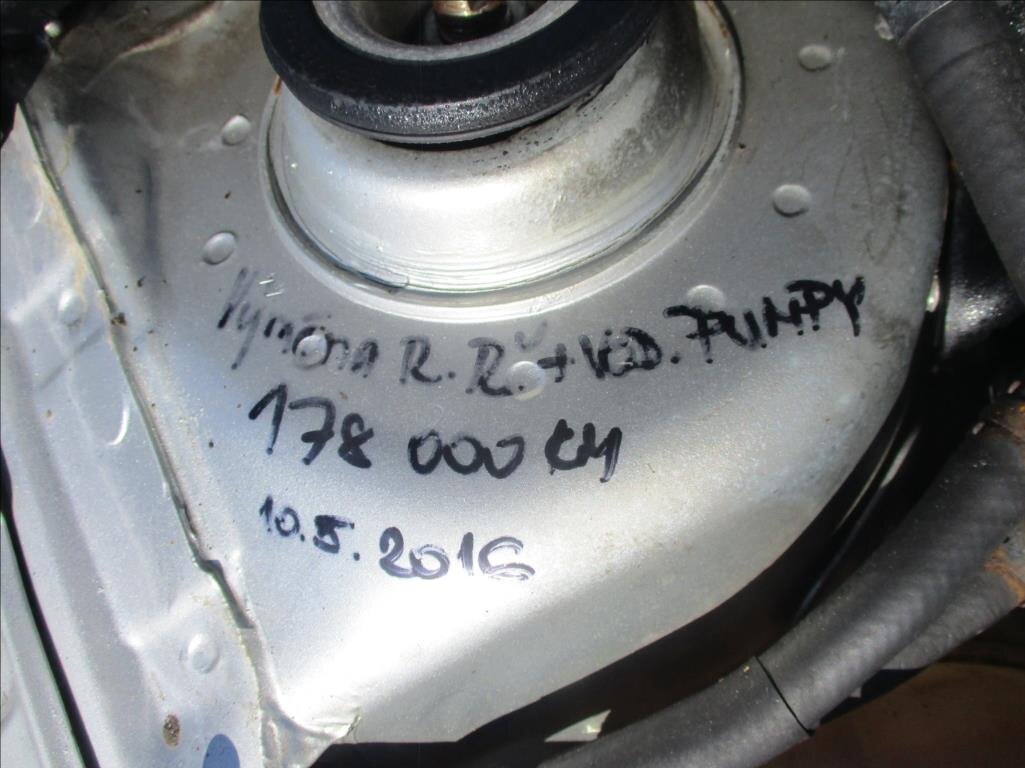 Výměna R. Ř. + VOD. PUMPY
178 000 KM
10.5.2016